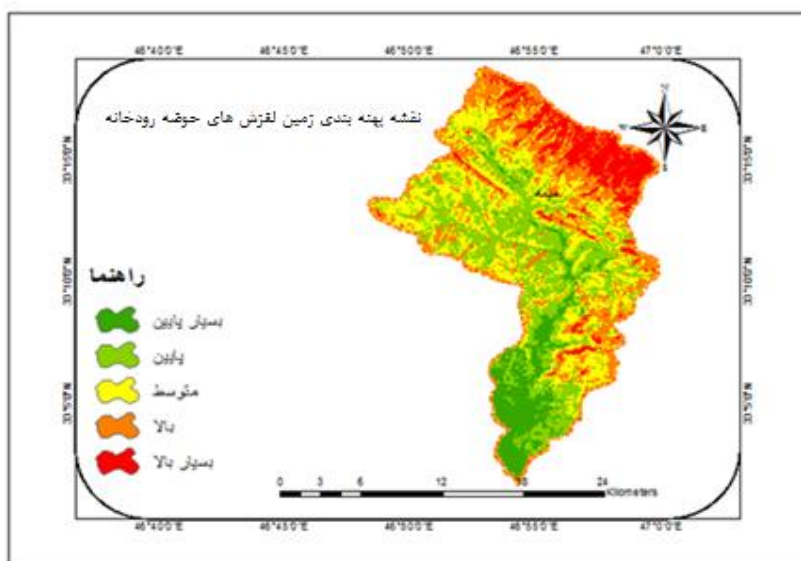 46°40'0"E 46°45'0"E 46°50'0"E 46°55'0"E 47°0'0"E
نقشه پهنه بندی زمین لغزش های حوضه رودخانه
N
W E
S
33°15'0"N 33°15'0"N
میمه
33°10'0"N 33°10'0"N
راهنما
بسیار پایین
پایین
متوسط
بالا
بسیار بالا
33°5'0"N 33°5'0"N
0 3 6 12 18 24
Kilometers
46°40'0"E 46°45'0"E 46°50'0"E 46°55'0"E 47°0'0"E